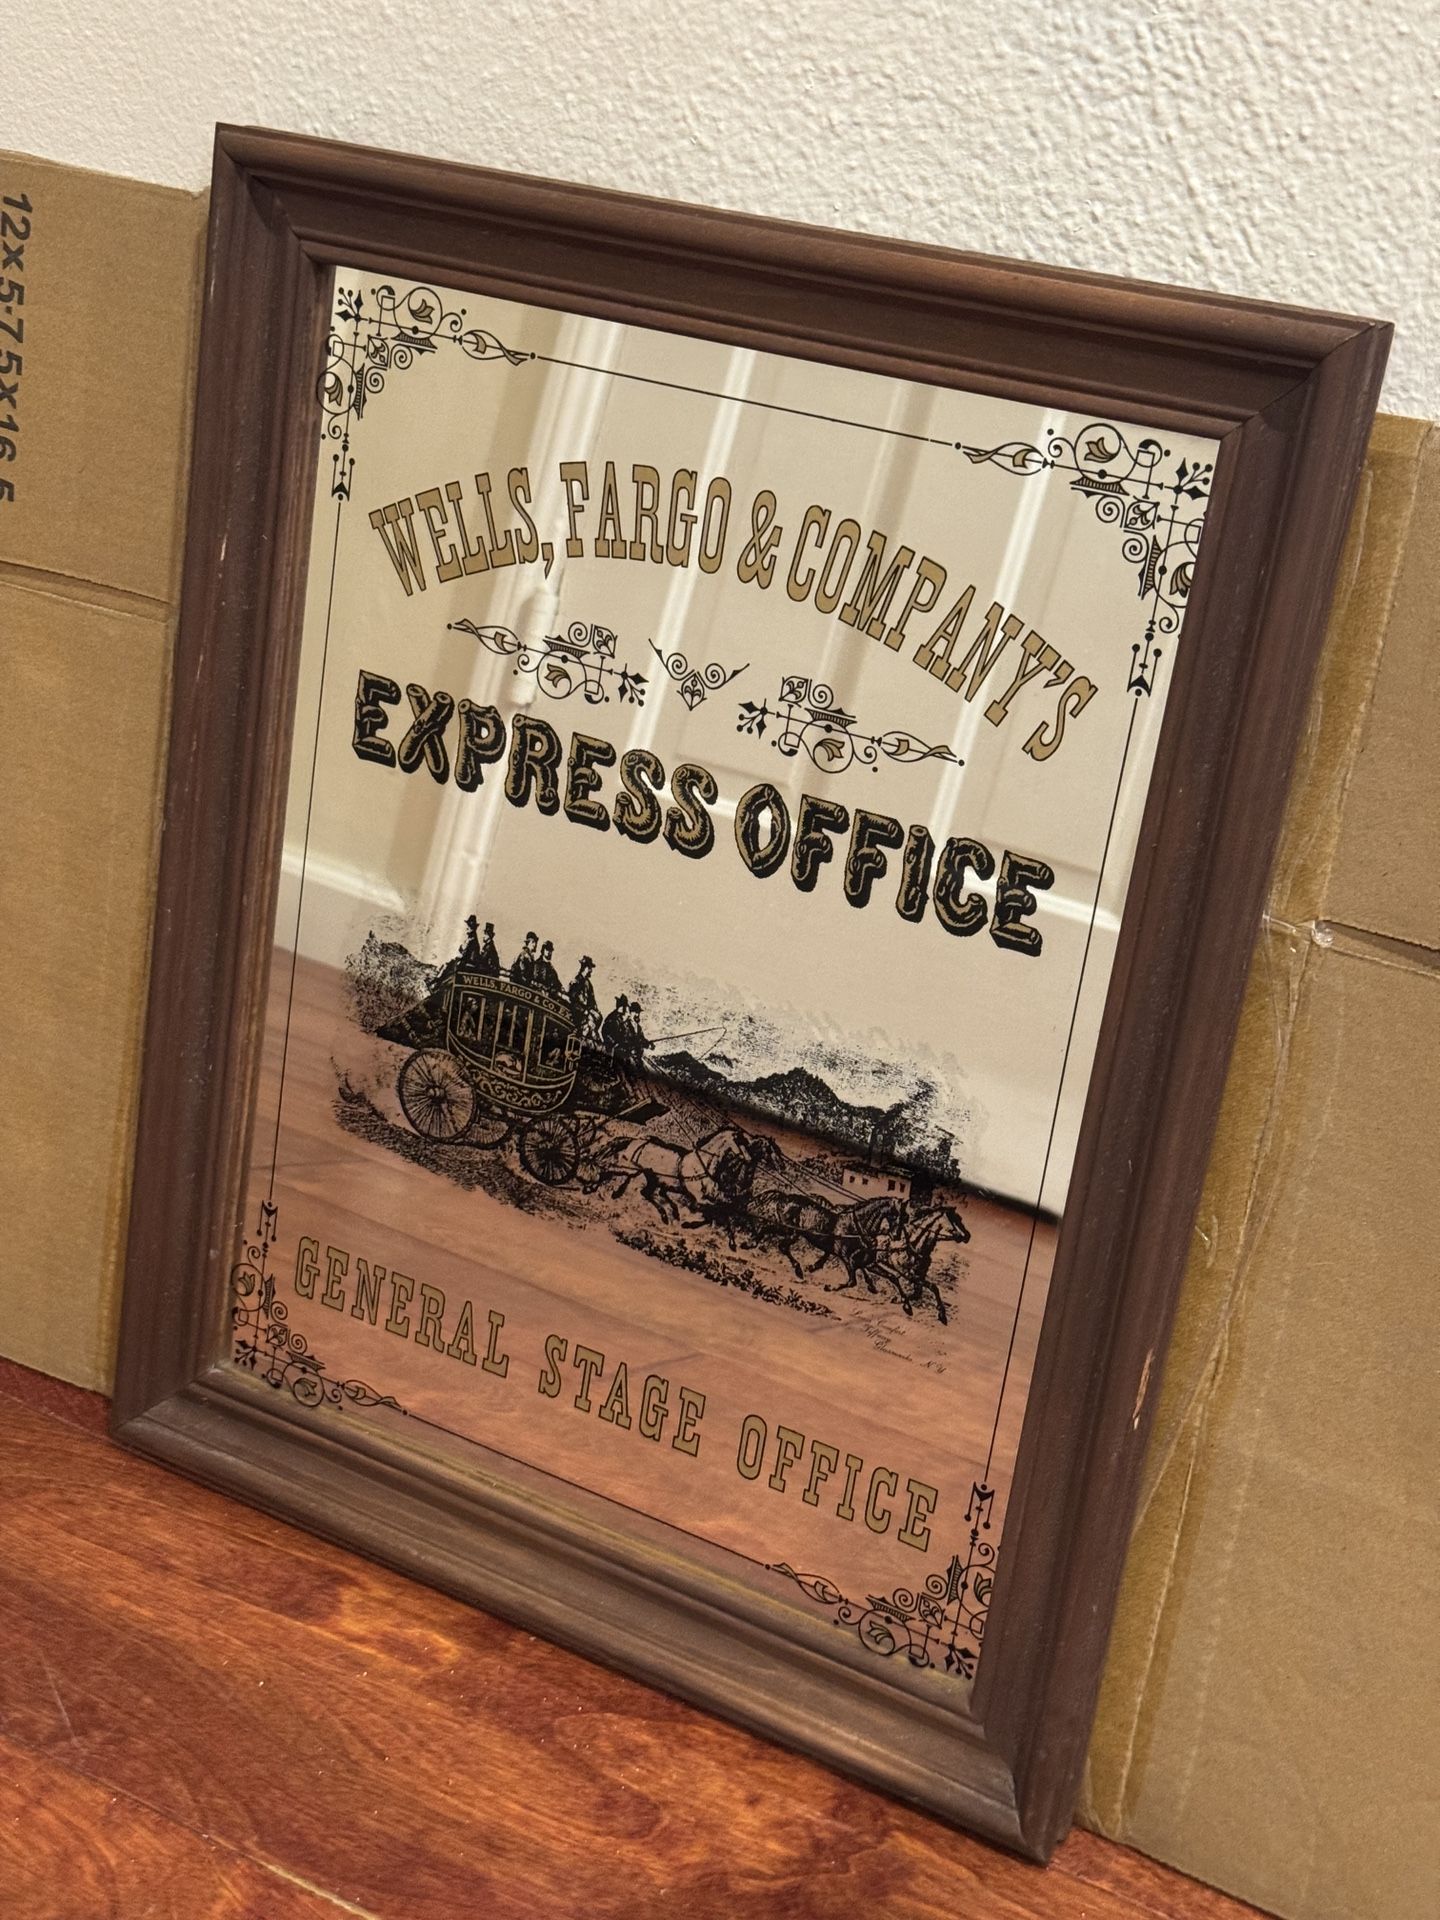 12x5.75x16.5
WELLS, FARGO & COMPANY'S
EXPRESS OFFICE
WELLS, FARGO & CO. EX.
GENERAL STAGE OFFICE